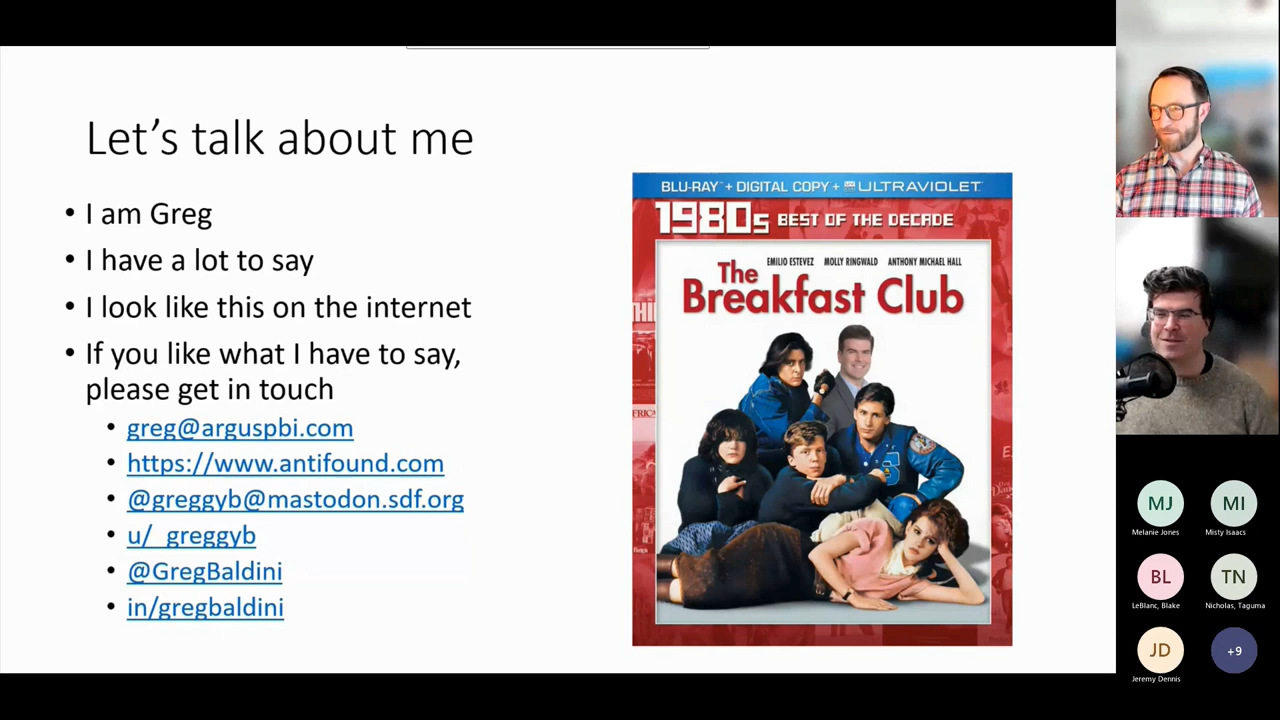 Let's talk about me
• I am Greg
• I have a lot to say
• I look like this on the internet
• If you like what I have to say,
please get in touch
• greg@arguspbi.com
• https://www.antifound.com
• @greggyb@mastodon.sdf.org
• u/_greggyb
• @GregBaldini
• in/gregbaldini
BLU-RAY™ + DIGITAL COPY + ULTRAVIOLET
1980s BEST OF THE DECADE
EMILIO ESTEVEZ MOLLY RINGWALD ANTHONY MICHAEL HALL
The
Breakfast Club
MJ MI
Melanie Jones Misty Isaacs
BL TN
LeBlanc, Blake Nicholas, Taguma
JD +9
Jeremy Dennis